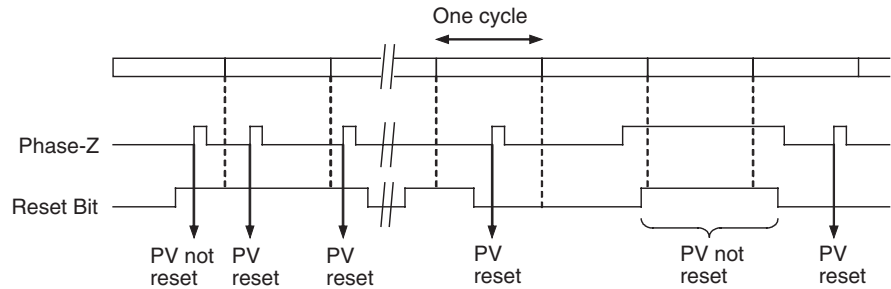 One cycle
Phase-Z
Reset Bit
PV not
reset
PV
reset
PV
reset
PV
reset
PV not
reset
PV
reset